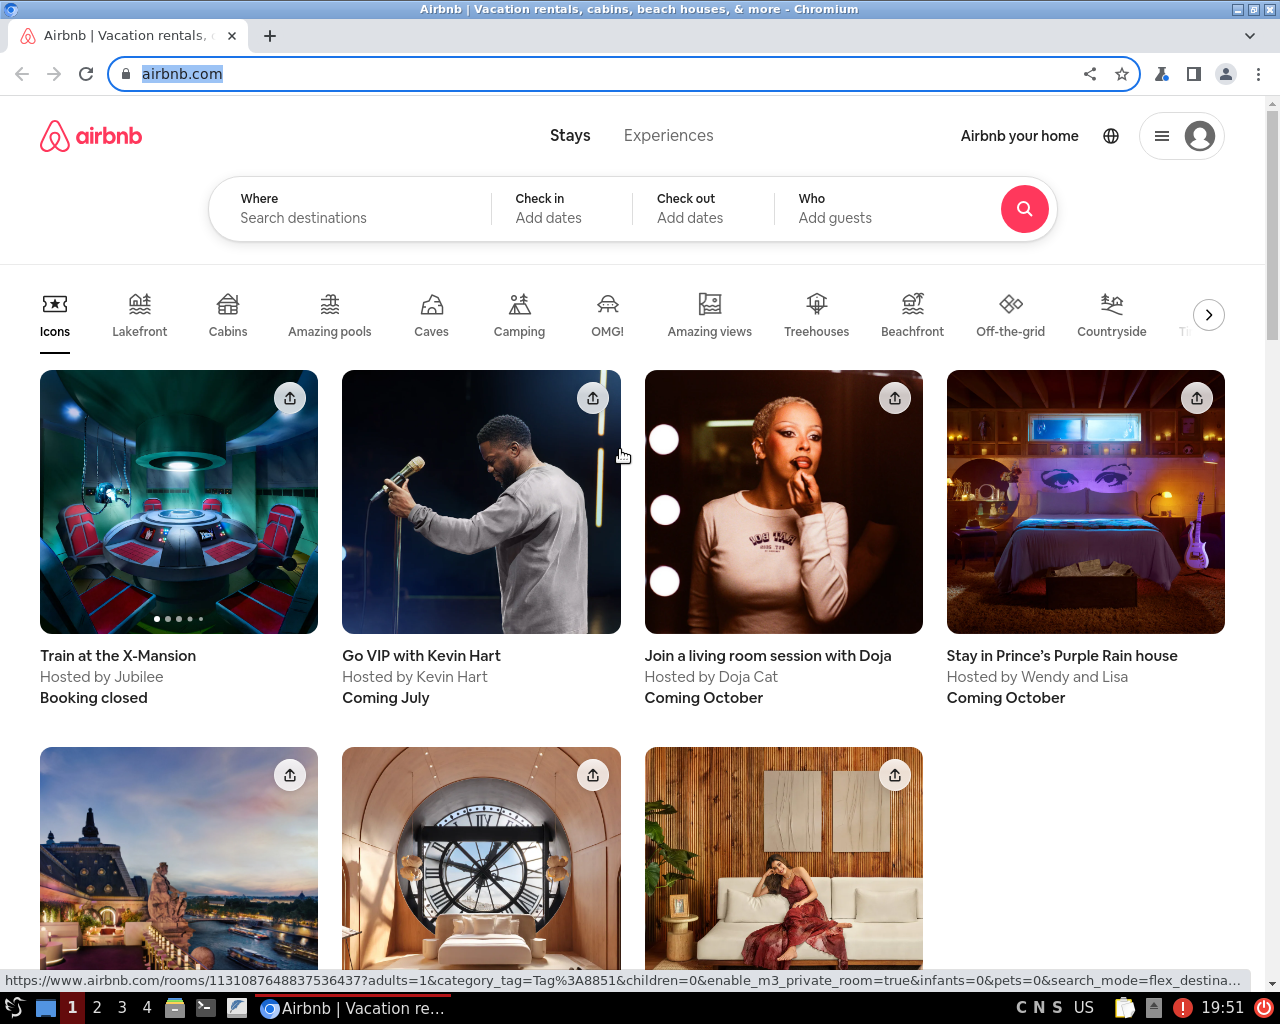 Airbnb | Vacation rentals, cabins, beach houses, & more - Chromium
Airbnb | Vacation rentals,
airbnb.com
airbnb
Stays
Experiences
Airbnb your home
Where
Search destinations
Check in
Add dates
Check out
Add dates
Who
Add guests
Icons
Lakefront
Cabins
Amazing pools
Caves
Camping
OMG!
Amazing views
Treehouses
Beachfront
Off-the-grid
Countryside
Train at the X-Mansion
Hosted by Jubilee
Booking closed
Go VIP with Kevin Hart
Hosted by Kevin Hart
Coming July
Join a living room session with Doja
Hosted by Doja Cat
Coming October
Stay in Prince’s Purple Rain house
Hosted by Wendy and Lisa
Coming October
https://www.airbnb.com/rooms/1131087648837536437?adults=1&category_tag=Tag%3A8851&children=0&enable_m3_private_room=true&infants=0&pets=0&search_mode=flex_destina...
1 2 3 4
Airbnb | Vacation re...
C N S US
19:51